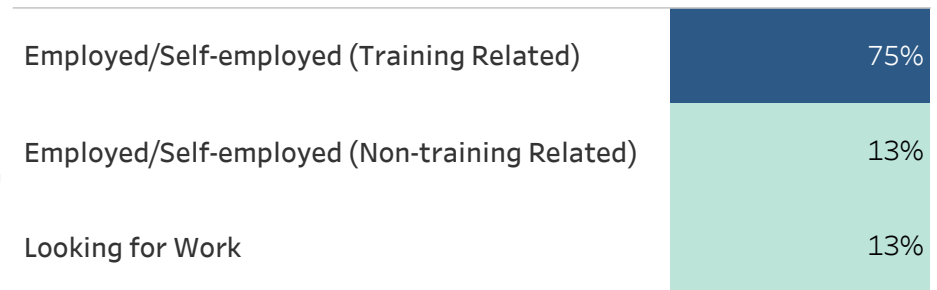 Employed/Self-employed (Training Related) 75%
Employed/Self-employed (Non-training Related) 13%
Looking for Work 13%